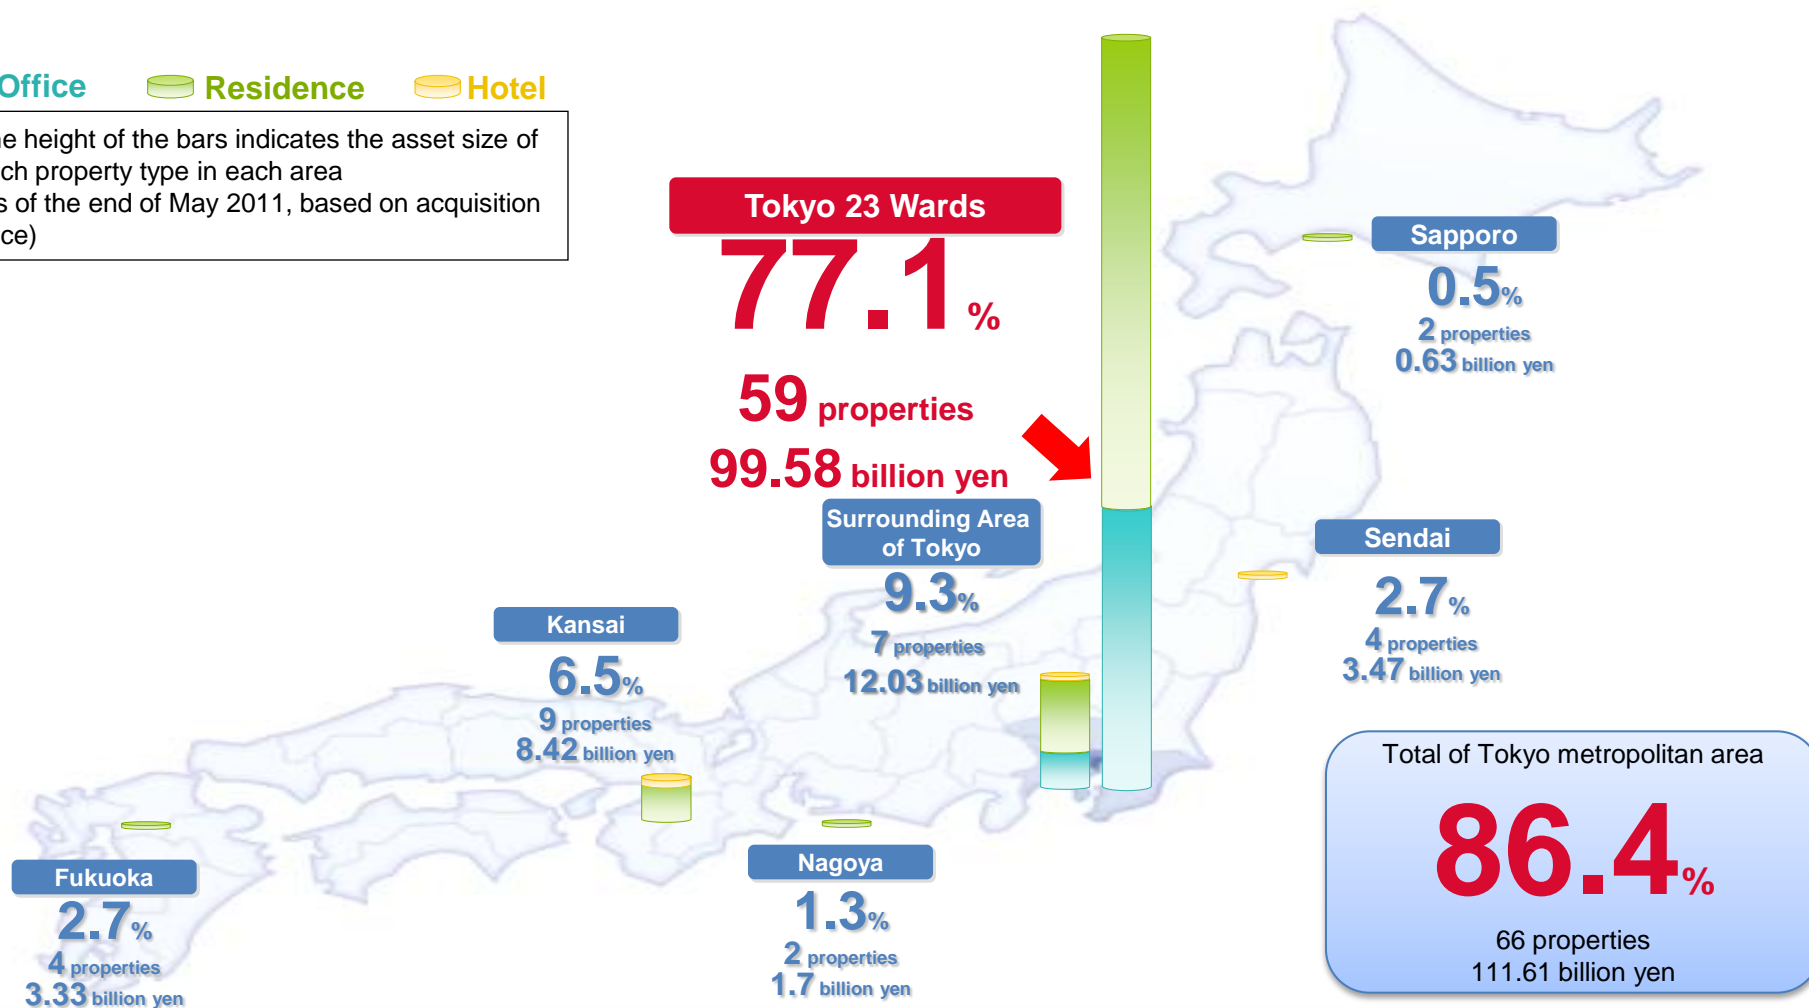 Office Residence Hotel
he height of the bars indicates the asset size of
ch property type in each area
s of the end of May 2011, based on acquisition
ce)
Tokyo 23 Wards
77.1%
59 properties
99.58 billion yen
Sapporo
0.5%
2 properties
0.63 billion yen
Surrounding Area
of Tokyo
9.3%
7 properties
12.03 billion yen
Sendai
2.7%
4 properties
3.47 billion yen
Kansai
6.5%
9 properties
8.42 billion yen
Total of Tokyo metropolitan area
86.4%
66 properties
111.61 billion yen
Nagoya
1.3%
2 properties
1.7 billion yen
Fukuoka
2.7%
4 properties
3.33 billion yen